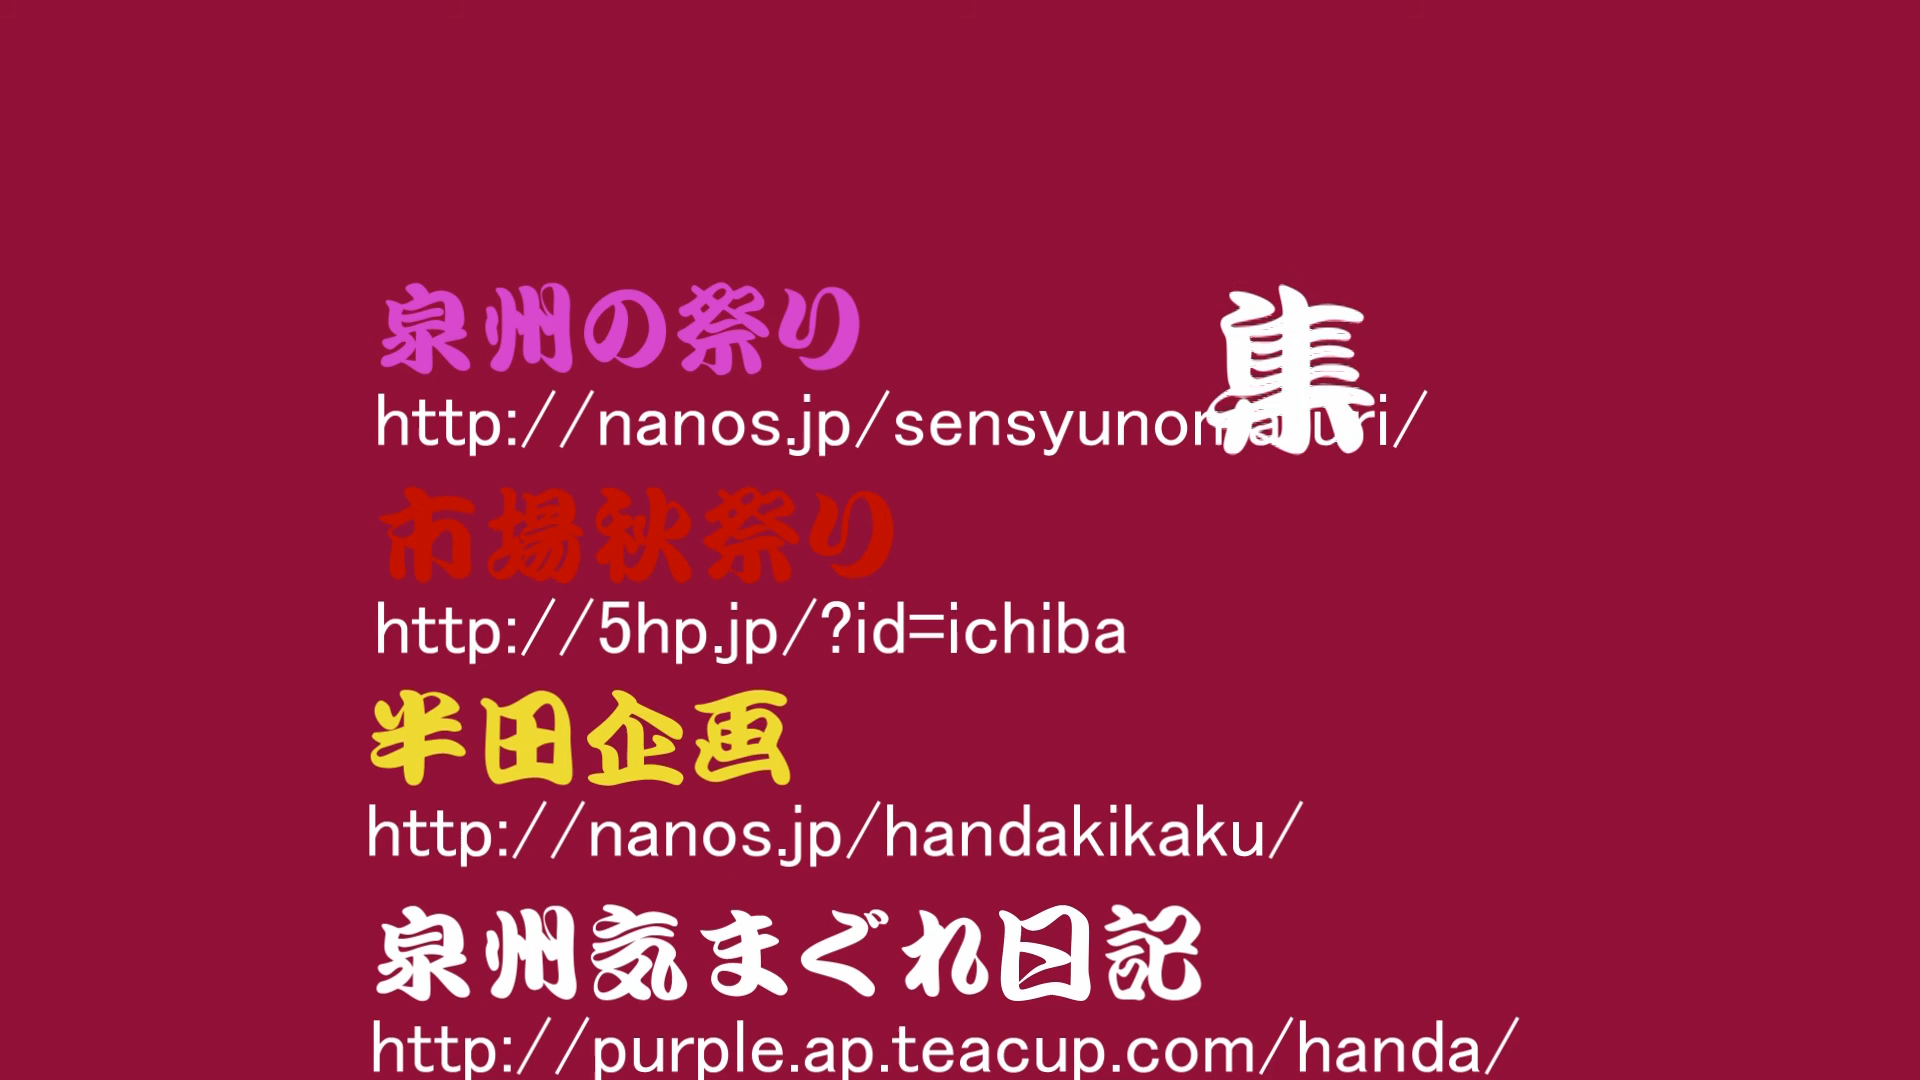 泉州の祭り
集
http://nanos.jp/sensyunomaturi/
市場秋祭り
http://5hp.jp/?id=ichiba
半田企画
http://nanos.jp/handakikaku/
泉州気まぐれ日記
http://purple.ap.teacup.com/handa/